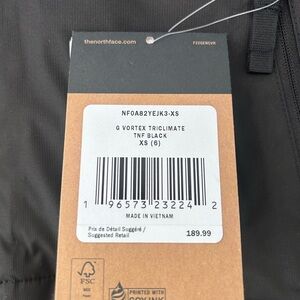 thenorthface.com
NF0A82YEJK3-XS
G VORTEX TRICLIMATE
TNF BLACK
XS (6)
1 96573 23224 2
MADE IN VIETNAM
Prix de Détail Suggéré /
Suggested Retail
189.99
FSC
PRINTED WITH